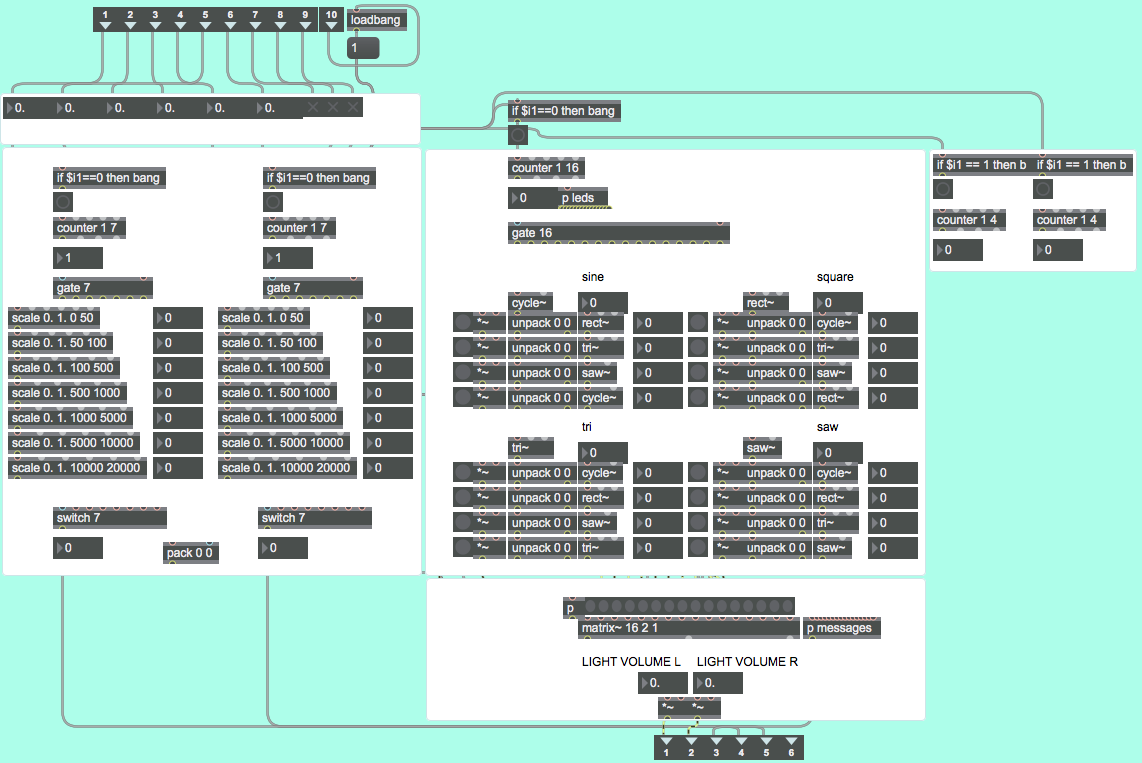 1 2 3 4 5 6 7 8 9 10
loadbang
1
0. 0. 0. 0. 0. 0.
if $i1==0 then bang
if $i1==0 then bang
counter 1 7
counter 1 7
1
1
gate 7
gate 7
scale 0. 1. 0 50
0
scale 0. 1. 0 50
0
scale 0. 1. 50 100
0
scale 0. 1. 50 100
0
scale 0. 1. 100 500
0
scale 0. 1. 100 500
0
scale 0. 1. 500 1000
0
scale 0. 1. 500 1000
0
scale 0. 1. 1000 5000
0
scale 0. 1. 1000 5000
0
scale 0. 1. 5000 10000
0
scale 0. 1. 5000 10000
0
scale 0. 1. 10000 20000
0
scale 0. 1. 10000 20000
0
switch 7
switch 7
0
pack 0 0
0
if $i1==0 then bang
counter 1 16
0
p leds
gate 16
sine
square
cycle~
0
rect~
0
*~ unpack 0 0 rect~ 0
*~ unpack 0 0 cycle~ 0
*~ unpack 0 0 tri~ 0
*~ unpack 0 0 tri~ 0
*~ unpack 0 0 saw~ 0
*~ unpack 0 0 saw~ 0
*~ unpack 0 0 cycle~ 0
*~ unpack 0 0 rect~ 0
tri
saw
tri~
0
saw~
0
*~ unpack 0 0 cycle~ 0
*~ unpack 0 0 cycle~ 0
*~ unpack 0 0 rect~ 0
*~ unpack 0 0 rect~ 0
*~ unpack 0 0 saw~ 0
*~ unpack 0 0 tri~ 0
*~ unpack 0 0 tri~ 0
*~ unpack 0 0 saw~ 0
if $i1 == 1 then b
if $i1 == 1 then b
counter 1 4
counter 1 4
0
0
p
matrix~ 16 2 1
p messages
LIGHT VOLUME L
LIGHT VOLUME R
0.
0.
*~ *~
1 2 3 4 5 6